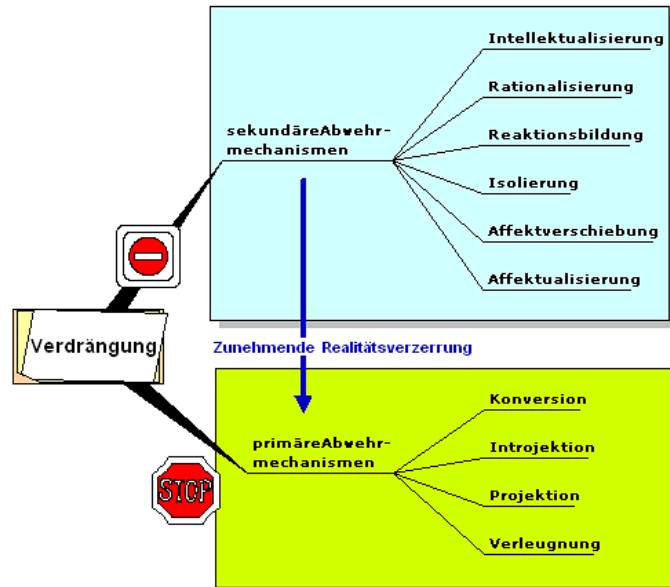 Intellektualisierung
Rationalisierung
sekundäreAbwehr-
mechanismen
Reaktionsbildung
Isolierung
Affektverschiebung
Affektualisierung
Verdrängung
Zunehmende Realitätsverzerrung
Konversion
primäreAbwehr-
mechanismen
Introjektion
STOP
Projektion
Verleugnung